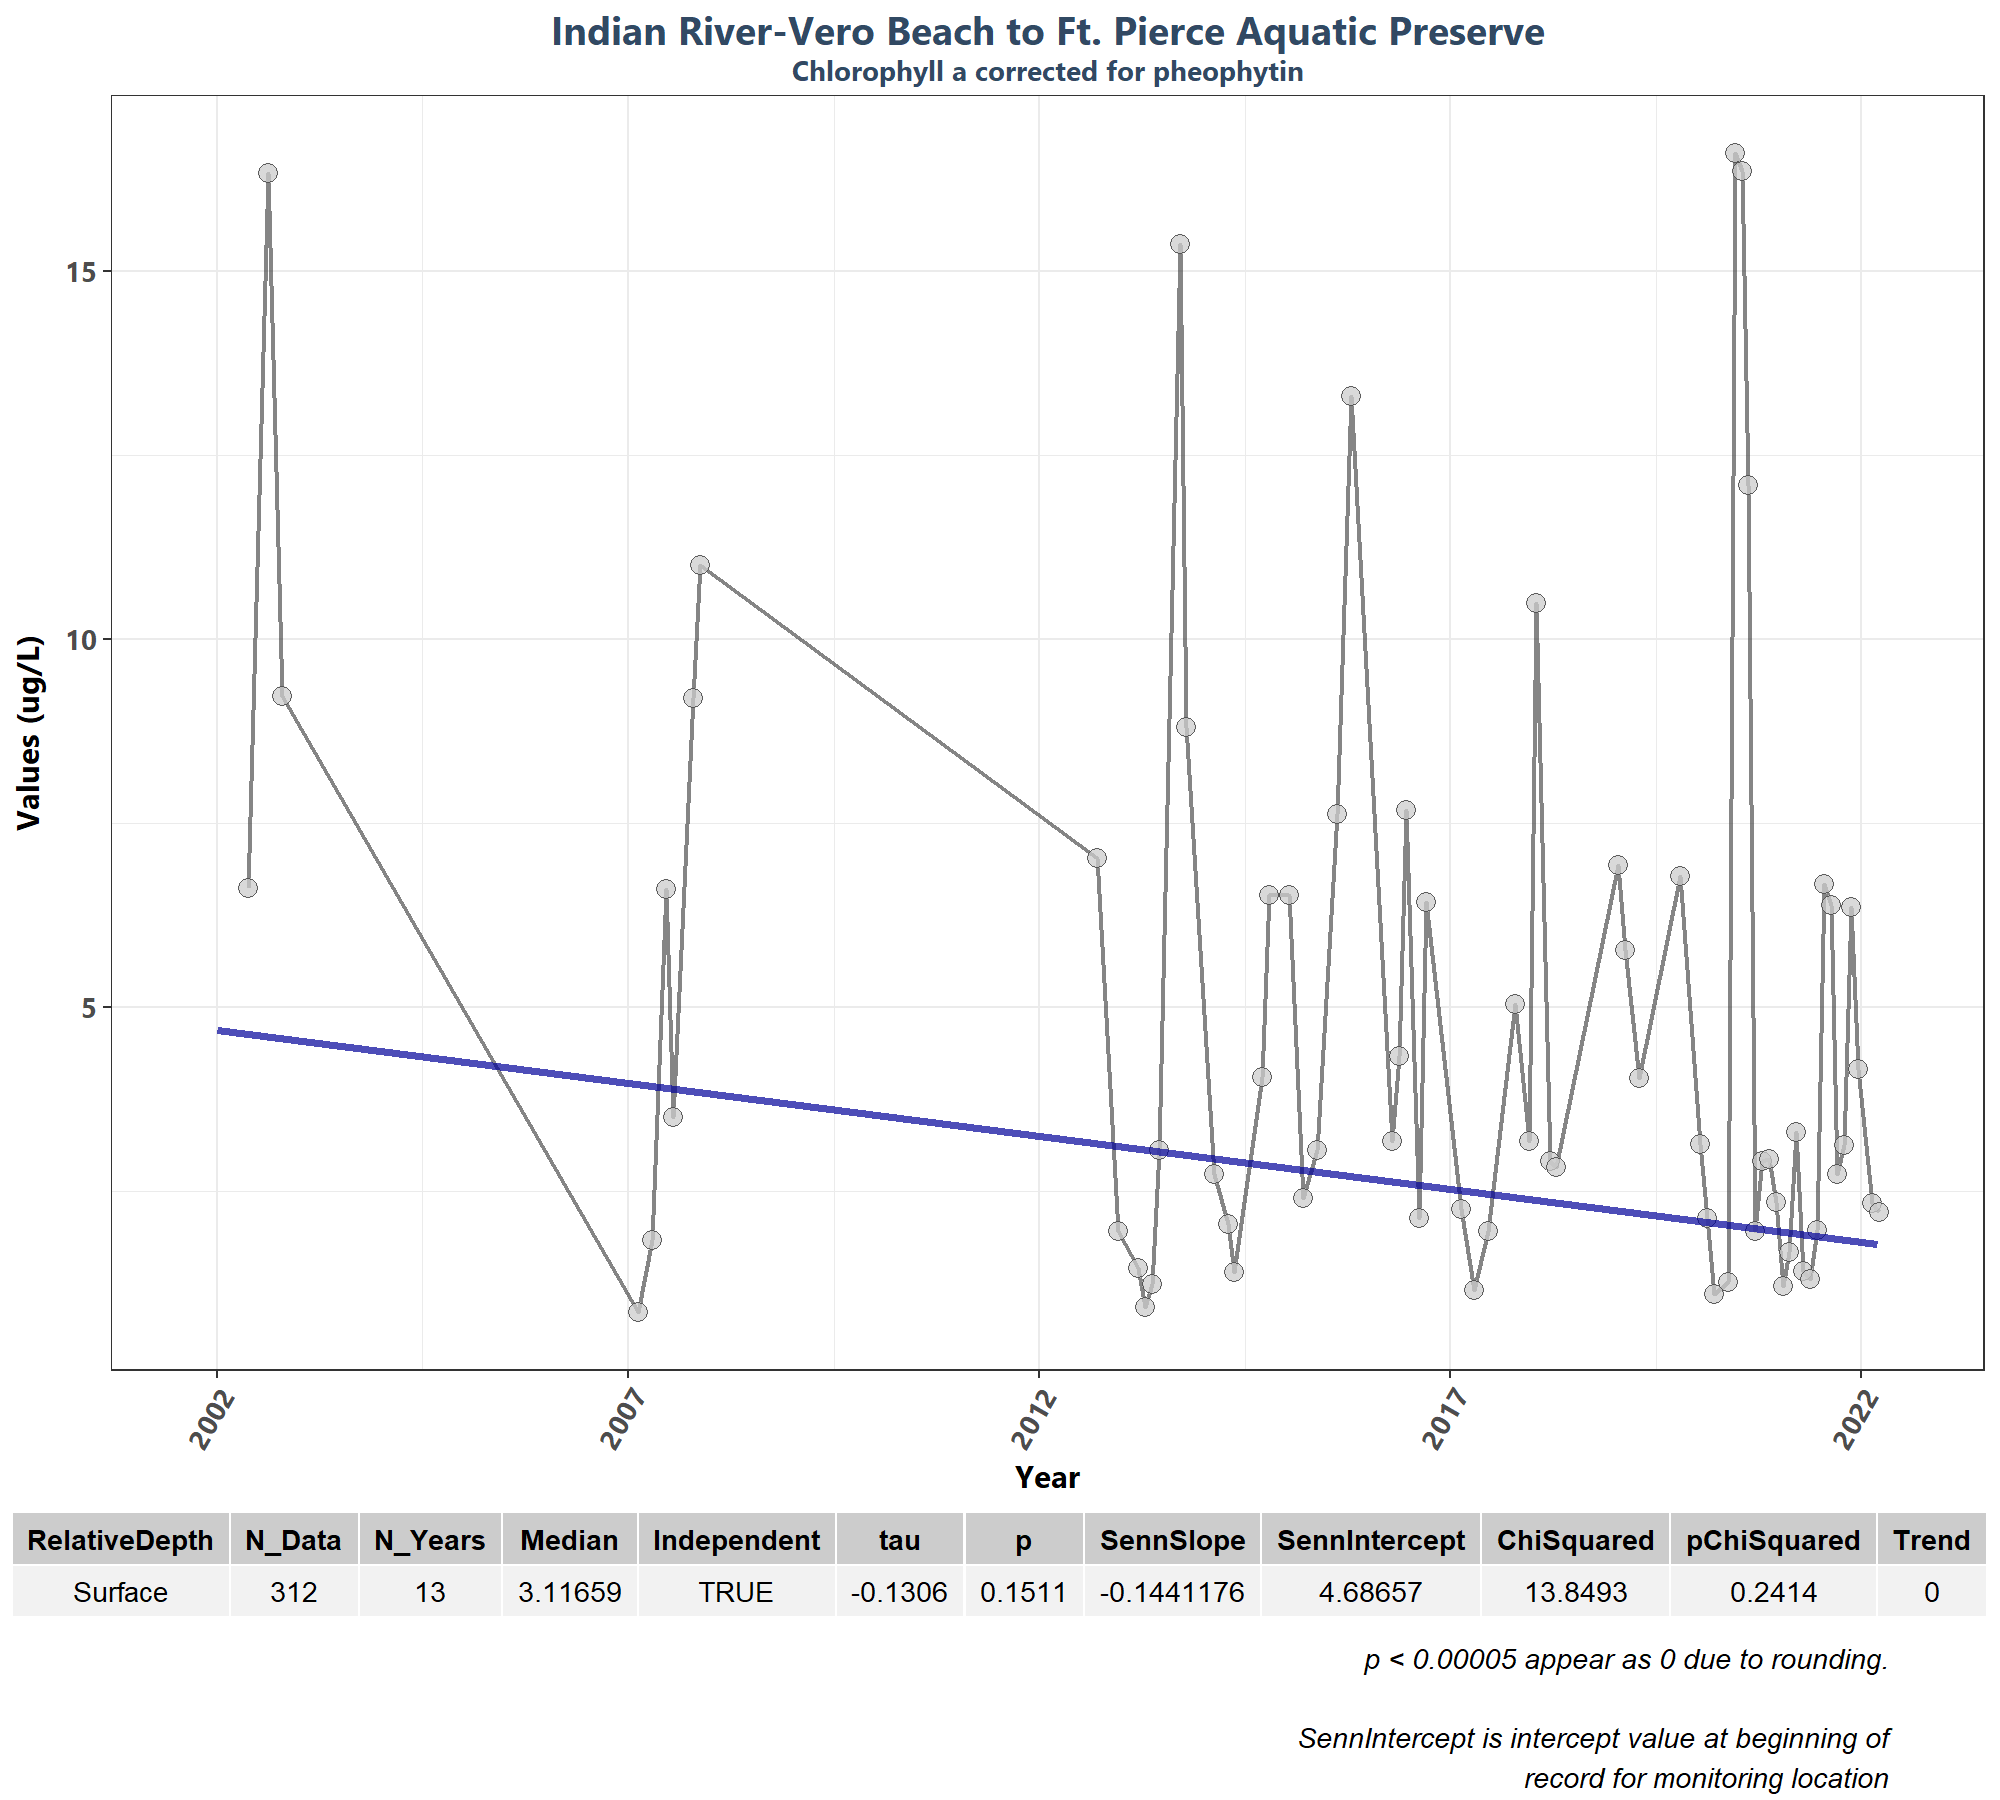 Indian River-Vero Beach to Ft. Pierce Aquatic Preserve
Chlorophyll a corrected for pheophytin
Values (ug/L)
15
10
5
2002
2007
2012
2017
2022
Year
RelativeDepth N_Data N_Years Median Independent tau p SennSlope SennIntercept ChiSquared pChiSquared Trend
Surface 312 13 3.11659 TRUE -0.1306 0.1511 -0.1441176 4.68657 13.8493 0.2414 0
p < 0.00005 appear as 0 due to rounding.
SennIntercept is intercept value at beginning of
record for monitoring location